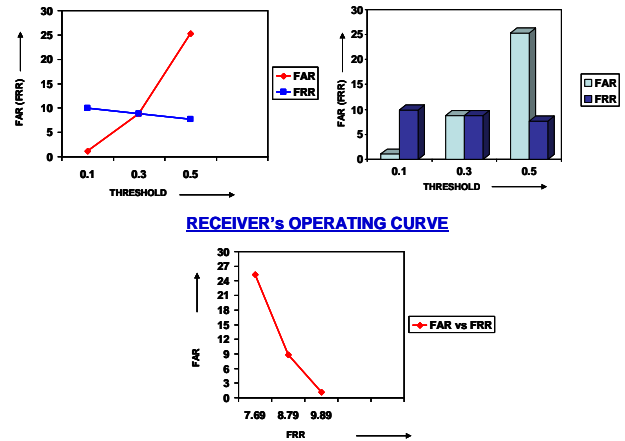 30
25
20
15
10
5
0
FAR (FRR)
0.1 0.3 0.5
THRESHOLD
FAR
FRR
30
25
20
15
10
5
0
FAR (FRR)
0.1 0.3 0.5
THRESHOLD
FAR
FRR
RECEIVER's OPERATING CURVE
30
27
24
21
18
15
12
9
6
3
0
FAR
7.69 8.79 9.89
FRR
FAR vs FRR